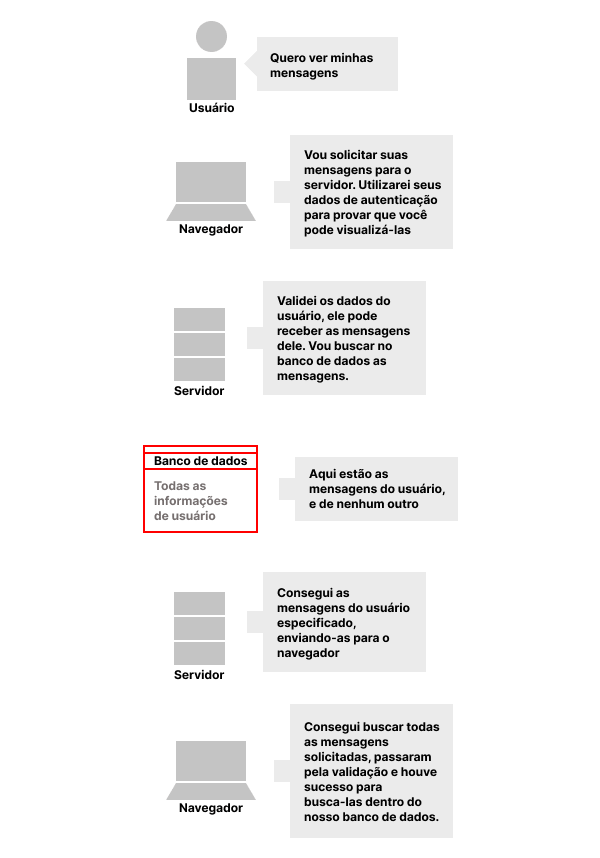 Quero ver minhas
mensagens
Usuário
Vou solicitar suas
mensagens para o
servidor. Utilizarei seus
dados de autenticação
para provar que você
pode visualizá-las
Navegador
Validei os dados do
usuário, ele pode
receber as mensagens
dele. Vou buscar no
banco de dados as
mensagens.
Servidor
Banco de dados
Todas as
informações
de usuário
Aqui estão as
mensagens do usuário,
e de nenhum outro
Consegui as
mensagens do usuário
especificado,
enviando-as para o
navegador
Servidor
Consegui buscar todas
as mensagens
solicitadas, passaram
pela validação e houve
sucesso para
busca-las dentro do
nosso banco de dados.
Navegador